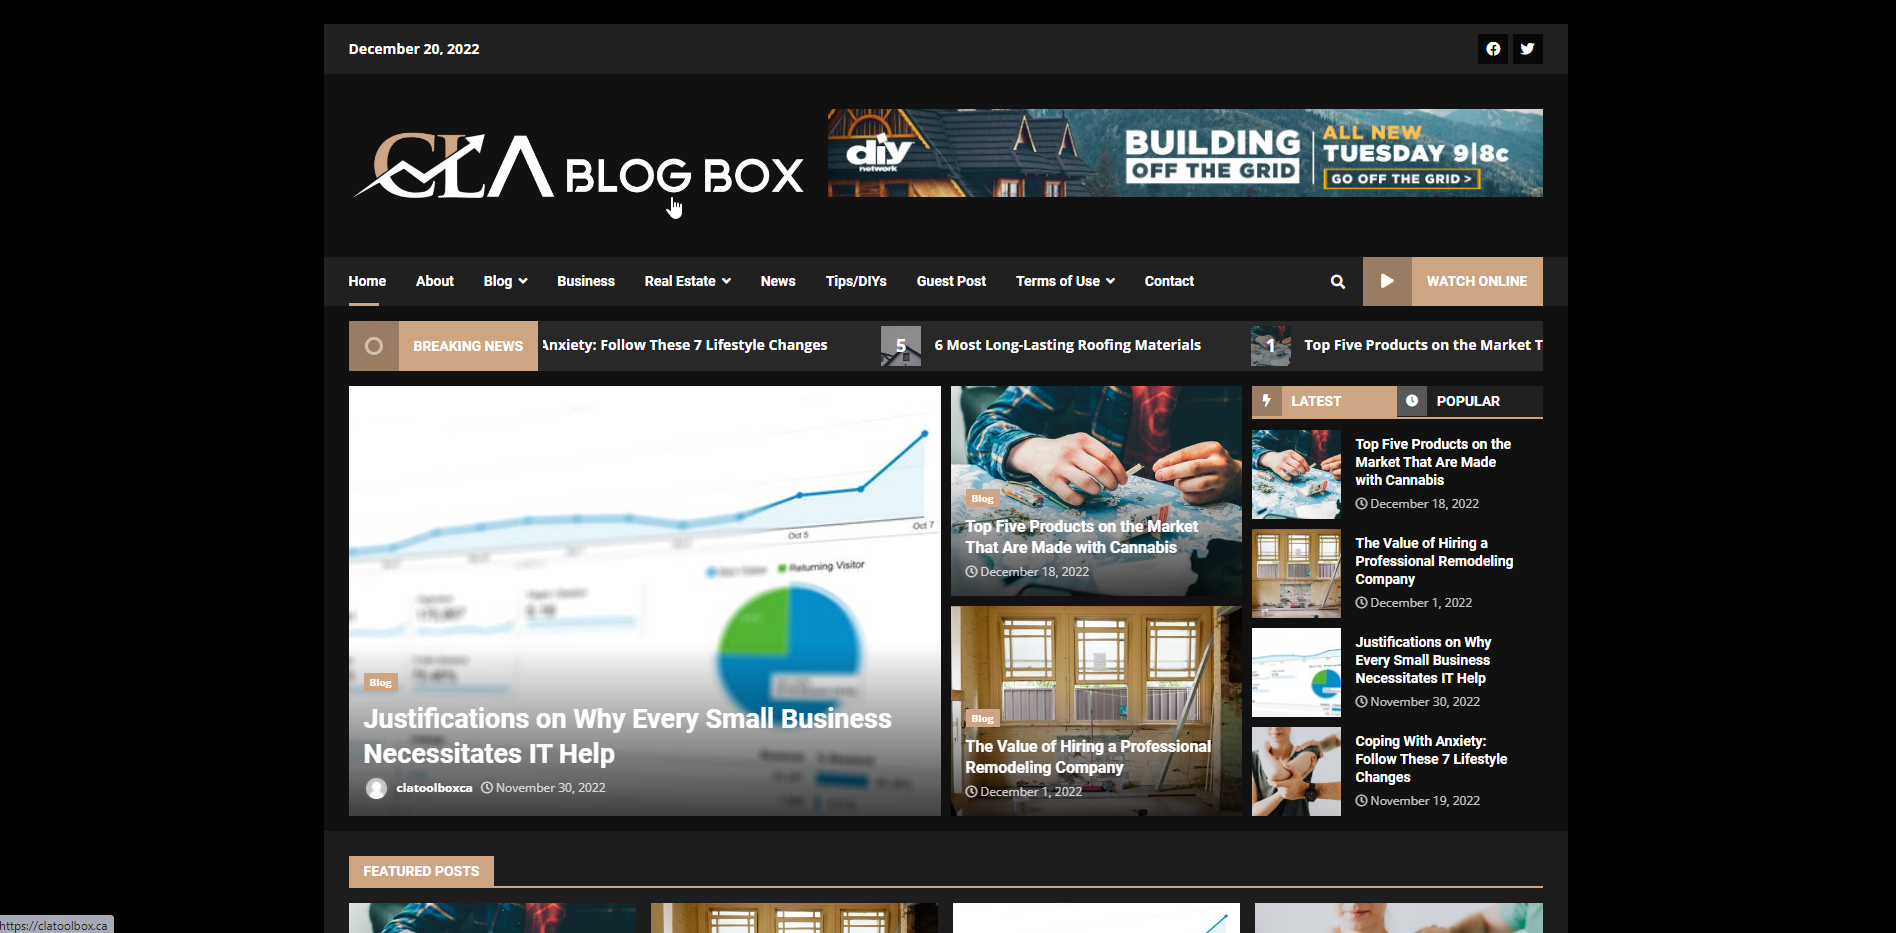 December 20, 2022
CLA BLOG BOX
diy
network
BUILDING
OFF THE GRID
ALL NEW
TUESDAY 9|8c
GO OFF THE GRID >
Home About Blog Business Real Estate News Tips/DIYs Guest Post Terms of Use Contact WATCH ONLINE
BREAKING NEWS Anxiety: Follow These 7 Lifestyle Changes 5 6 Most Long-Lasting Roofing Materials 1 Top Five Products on the Market T
Oct 5
Oct 7
Returning Visitor
Blog
Justifications on Why Every Small Business
Necessitates IT Help
clatoolboxca November 30, 2022
Blog
Top Five Products on the Market
That Are Made with Cannabis
December 18, 2022
Blog
The Value of Hiring a Professional
Remodeling Company
December 1, 2022
LATEST POPULAR
Top Five Products on the
Market That Are Made
with Cannabis
December 18, 2022
The Value of Hiring a
Professional Remodeling
Company
December 1, 2022
Justifications on Why
Every Small Business
Necessitates IT Help
November 30, 2022
Coping With Anxiety:
Follow These 7 Lifestyle
Changes
November 19, 2022
FEATURED POSTS
https://clatoolbox.ca